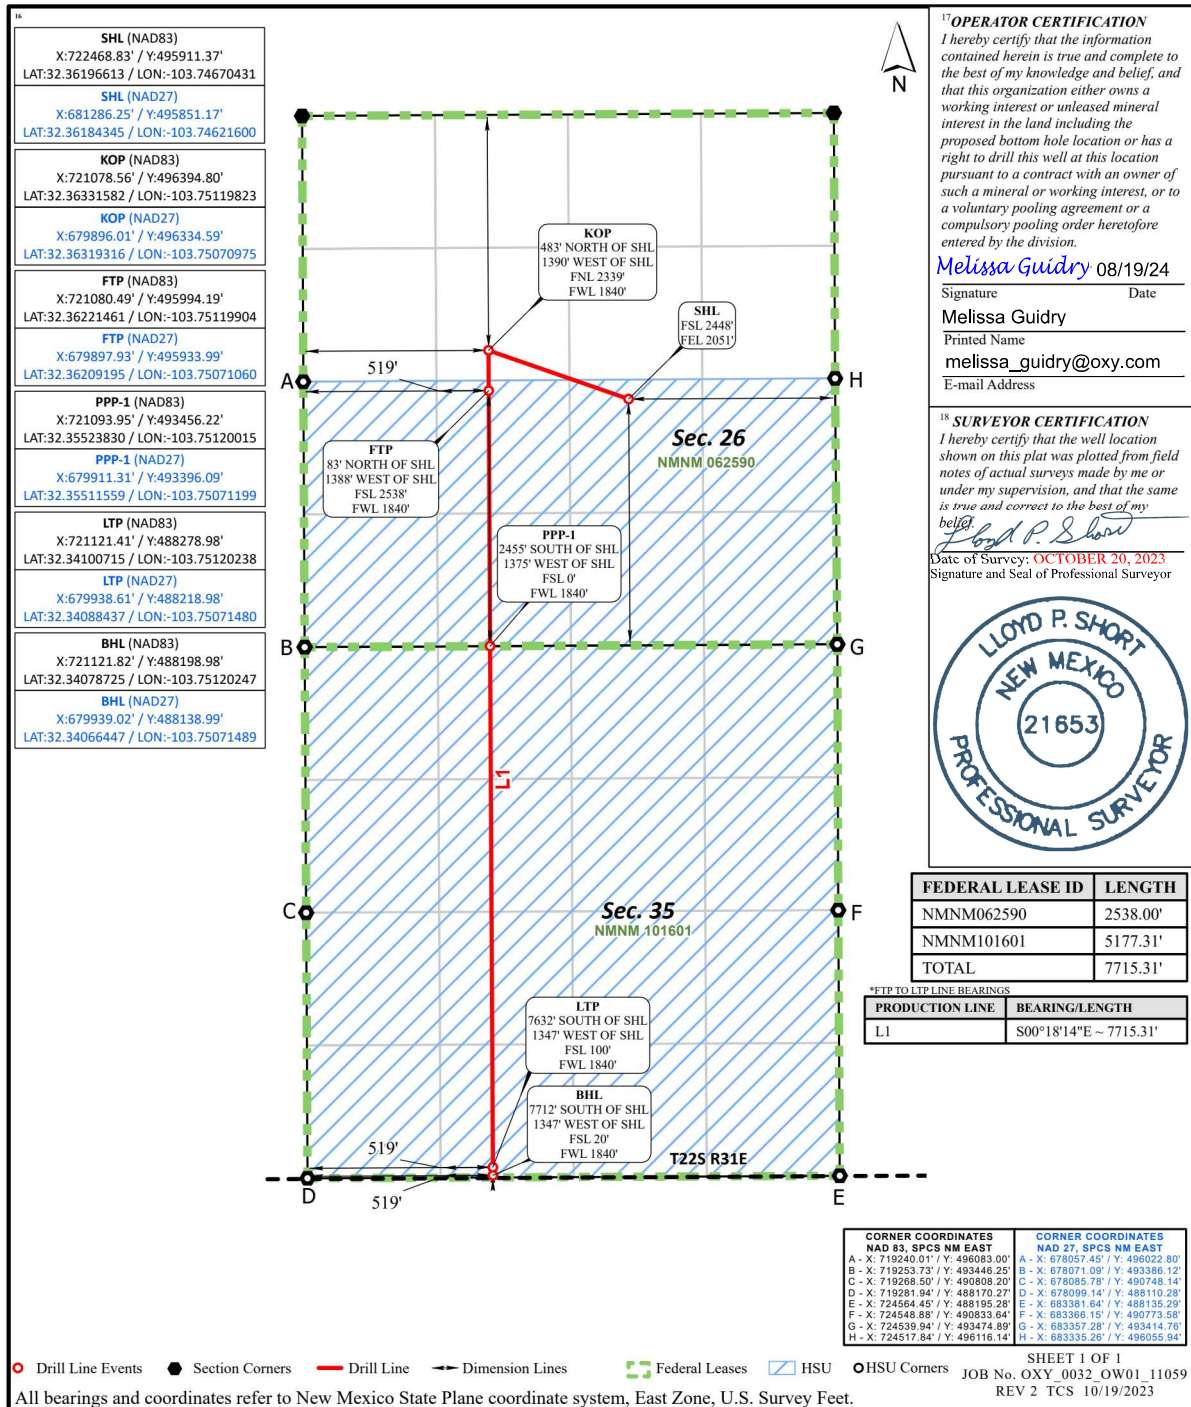 16
SHL (NAD83)
X:722468.83' / Y:495911.37'
LAT:32.36196613 / LON:-103.74670431
SHL (NAD27)
X:681286.25' / Y:495851.17'
LAT:32.36184345 / LON:-103.74621600
KOP (NAD83)
X:721078.56' / Y:496394.80'
LAT:32.36331582 / LON:-103.75119823
KOP (NAD27)
X:679896.01' / Y:496334.59'
LAT:32.36319316 / LON:-103.75070975
FTP (NAD83)
X:721080.49' / Y:495994.19'
LAT:32.36221461 / LON:-103.75119904
FTP (NAD27)
X:679897.93' / Y:495933.99'
LAT:32.36209195 / LON:-103.75071060
PPP-1 (NAD83)
X:721093.95' / Y:493456.22'
LAT:32.35523830 / LON:-103.75120015
PPP-1 (NAD27)
X:679911.31' / Y:493396.09'
LAT:32.35511559 / LON:-103.75071199
LTP (NAD83)
X:721121.41' / Y:488278.98'
LAT:32.34100715 / LON:-103.75120238
LTP (NAD27)
X:679938.61' / Y:488218.98'
LAT:32.34088437 / LON:-103.75071480
BHL (NAD83)
X:721121.82' / Y:488198.98'
LAT:32.34078725 / LON:-103.75120247
BHL (NAD27)
X:679939.02' / Y:488138.99'
LAT:32.34066447 / LON:-103.75071489
N
KOP
483' NORTH OF SHL
1390' WEST OF SHL
FNL 2339'
FWL 1840'
SHL
FSL 2448'
FEL 2051'
519'
A
H
FTP
83' NORTH OF SHL
1388' WEST OF SHL
FSL 2538'
FWL 1840'
Sec. 26
NMNM 062590
PPP-1
2455' SOUTH OF SHL
1375' WEST OF SHL
FSL 0'
FWL 1840'
B
G
L1
C
F
Sec. 35
NMNM 101601
LTP
7632' SOUTH OF SHL
1347' WEST OF SHL
FSL 100'
FWL 1840'
BHL
7712' SOUTH OF SHL
1347' WEST OF SHL
FSL 20'
FWL 1840'
519'
T22S R31E
D
519'
E
17 OPERATOR CERTIFICATION
I hereby certify that the information
contained herein is true and complete to
the best of my knowledge and belief, and
that this organization either owns a
working interest or unleased mineral
interest in the land including the
proposed bottom hole location or has a
right to drill this well at this location
pursuant to a contract with an owner of
such a mineral or working interest, or to
a voluntary pooling agreement or a
compulsory pooling order heretofore
entered by the division.
Melissa Guidry 08/19/24
Signature Date
Melissa Guidry
Printed Name
melissa_guidry@oxy.com
E-mail Address
18 SURVEYOR CERTIFICATION
I hereby certify that the well location
shown on this plat was plotted from field
notes of actual surveys made by me or
under my supervision, and that the same
is true and correct to the best of my
belief.
Lloyd P. Short
Date of Survey: OCTOBER 20, 2023
Signature and Seal of Professional Surveyor
LLOYD P. SHORT
NEW MEXICO
21653
PROFESSIONAL SURVEYOR
FEDERAL LEASE ID LENGTH
NMNM062590 2538.00'
NMNM101601 5177.31'
TOTAL 7715.31'
*FTP TO LTP LINE BEARINGS
PRODUCTION LINE BEARING/LENGTH
L1 S00°18'14"E ~ 7715.31'
CORNER COORDINATES
NAD 83, SPCS NM EAST
A - X: 719240.01' / Y: 496083.00'
B - X: 719253.73' / Y: 493446.25'
C - X: 719268.50' / Y: 490808.20'
D - X: 719281.94' / Y: 488170.27'
E - X: 724564.45' / Y: 488195.28'
F - X: 724548.88' / Y: 490833.64'
G - X: 724539.94' / Y: 493474.89'
H - X: 724517.84' / Y: 496116.14'
CORNER COORDINATES
NAD 27, SPCS NM EAST
A - X: 678057.45' / Y: 496022.80'
B - X: 678071.09' / Y: 493386.12'
C - X: 678085.78' / Y: 490748.14'
D - X: 678099.14' / Y: 488110.28'
E - X: 683381.64' / Y: 488135.29'
F - X: 683366.15' / Y: 490773.58'
G - X: 683357.28' / Y: 493414.76'
H - X: 683335.26' / Y: 496055.94'
Drill Line Events Section Corners Drill Line Dimension Lines Federal Leases HSU HSU Corners
SHEET 1 OF 1
JOB No. OXY_0032_OW01_11059
REV 2 TCS 10/19/2023
All bearings and coordinates refer to New Mexico State Plane coordinate system, East Zone, U.S. Survey Feet.